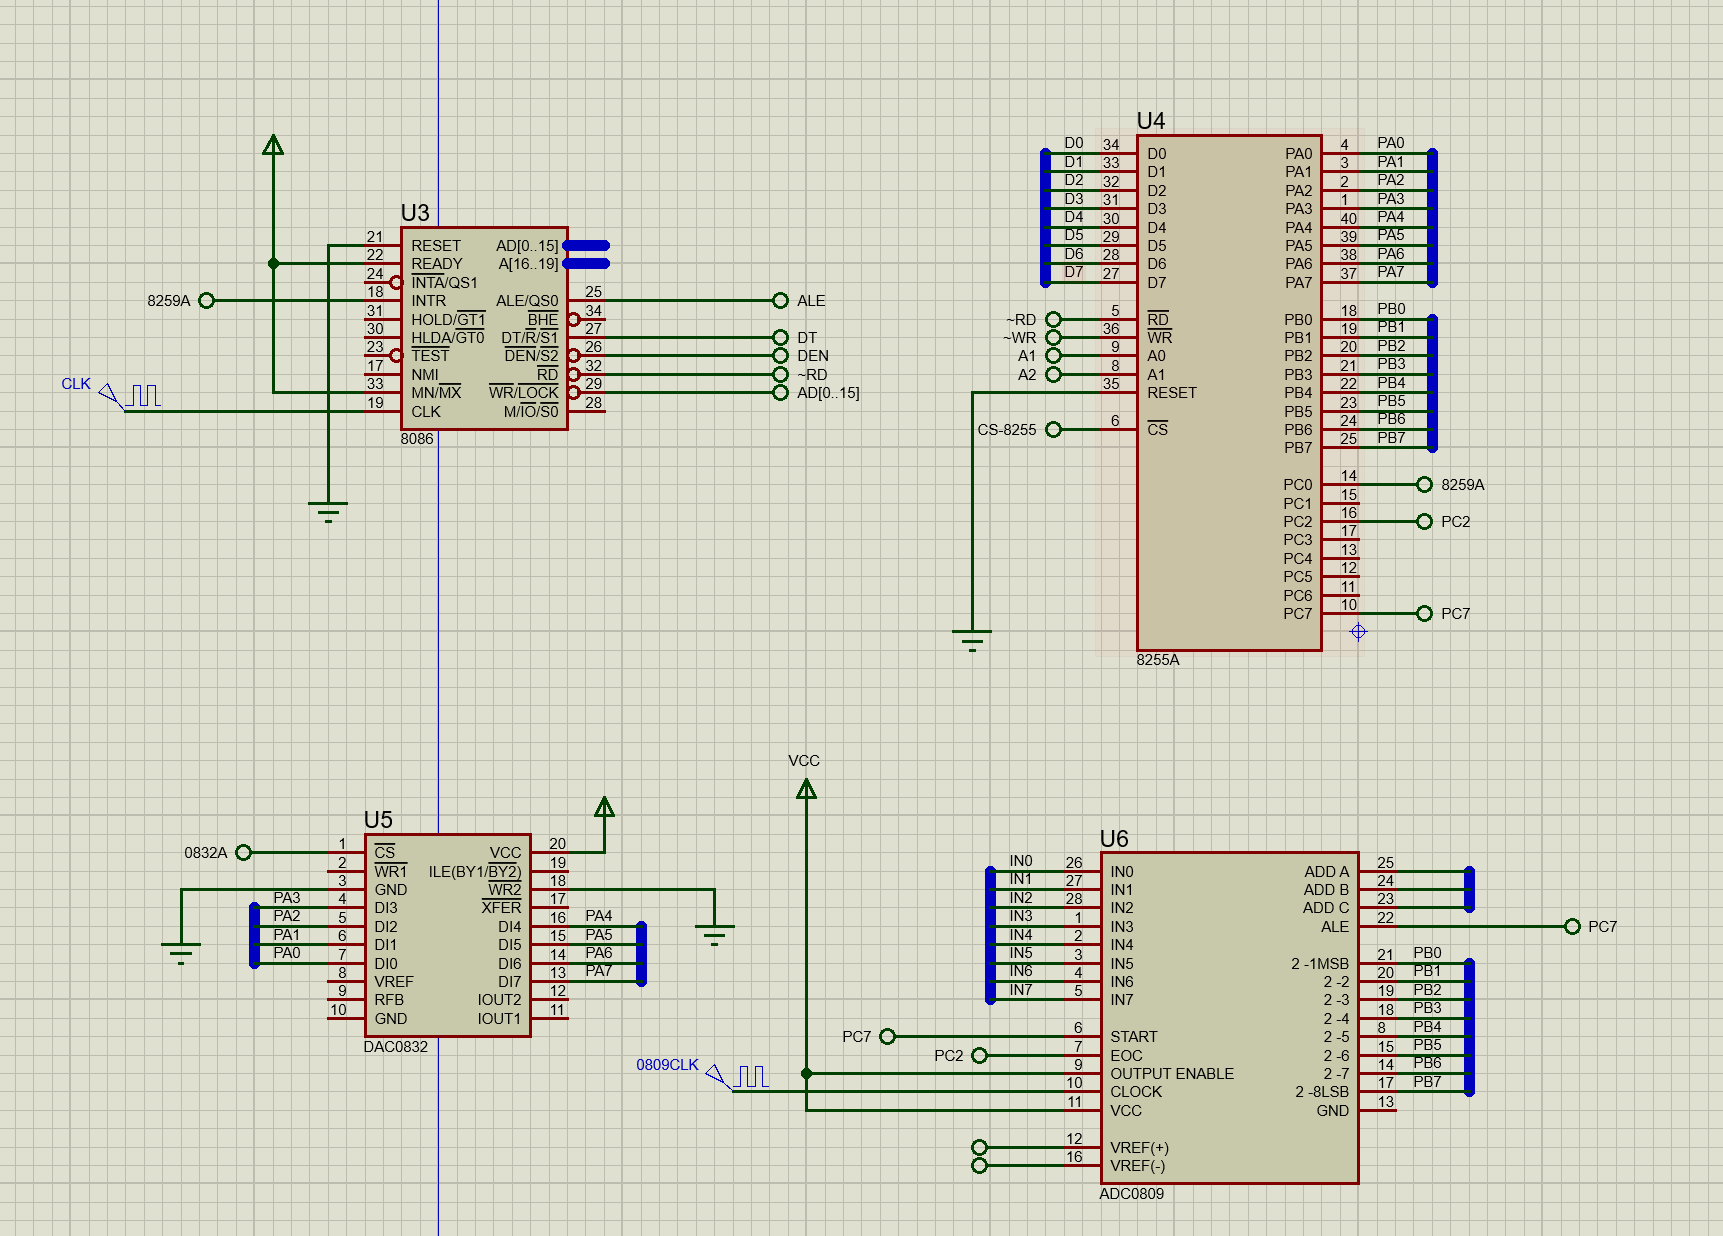 U3
21 RESET AD[0..15]
22 READY A[16..19]
24 INTA/QS1
8259A 18 INTR ALE/QS0 25 ALE
31 HOLD/GT1 BHE 34
30 HLDA/GT0 DT/R/S1 27 DT
23 TEST DEN/S2 26 DEN
17 NMI RD 32 ~RD
33 MN/MX WR/LOCK 29 AD[0..15]
CLK 19 CLK M/IO/S0 28
8086
U4
D0 34 D0 PA0 4 PA0
D1 33 D1 PA1 3 PA1
D2 32 D2 PA2 2 PA2
D3 31 D3 PA3 1 PA3
D4 30 D4 PA4 40 PA4
D5 29 D5 PA5 39 PA5
D6 28 D6 PA6 38 PA6
D7 27 D7 PA7 37 PA7
~RD 5 RD PB0 18 PB0
~WR 36 WR PB1 19 PB1
A1 9 A0 PB2 20 PB2
A2 8 A1 PB3 21 PB3
35 RESET PB4 22 PB4
PB5 23 PB5
CS-8255 6 CS PB6 24 PB6
PB7 25 PB7
PC0 14 8259A
PC1 15
PC2 16 PC2
PC3 17
PC4 13
PC5 12
PC6 11
PC7 10 PC7
8255A
U5
0832A 1 CS VCC 20
2 WR1 ILE(BY1/BY2) 19
3 GND WR2 18
PA3 4 DI3 XFER 17
PA2 5 DI2 DI4 16 PA4
PA1 6 DI1 DI5 15 PA5
PA0 7 DI0 DI6 14 PA6
8 VREF DI7 13 PA7
9 RFB IOUT2 12
10 GND IOUT1 11
DAC0832
VCC
U6
IN0 26 IN0 ADD A 25
IN1 27 IN1 ADD B 24
IN2 28 IN2 ADD C 23
IN3 1 IN3 ALE 22 PC7
IN4 2 IN4
IN5 3 IN5 2 -1MSB 21 PB0
IN6 4 IN6 2 -2 20 PB1
IN7 5 IN7 2 -3 19 PB2
2 -4 18 PB3
PC7 6 START 2 -5 8 PB4
PC2 7 EOC 2 -6 15 PB5
9 OUTPUT ENABLE 2 -7 14 PB6
0809CLK 10 CLOCK 2 -8LSB 17 PB7
11 VCC GND 13
12 VREF(+)
16 VREF(-)
ADC0809